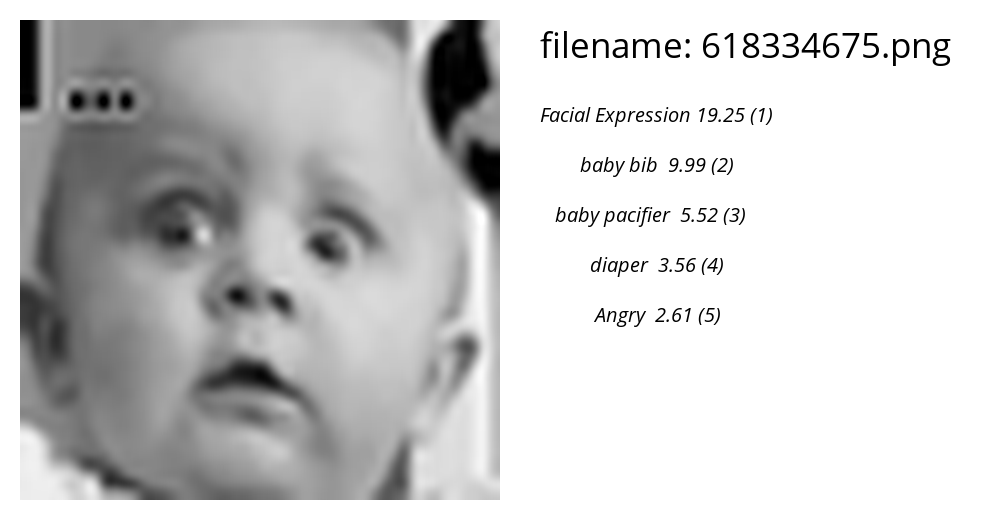 filename: 618334675.png
Facial Expression 19.25 (1)
baby bib 9.99 (2)
baby pacifier 5.52 (3)
diaper 3.56 (4)
Angry 2.61 (5)